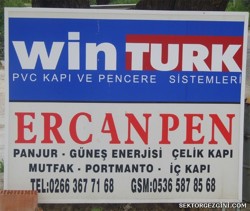 winTURK
PVC KAPI VE PENCERE SİSTEMLERİ
ERCANPEN
PANJUR · GÜNEŞ ENERJİSİ ÇELİK KAPI
MUTFAK · PORTMANTO · İÇ KAPI
TEL:0266 367 71 68 GSM:0536 587 85 68
SEKTORGEZGINI.COM